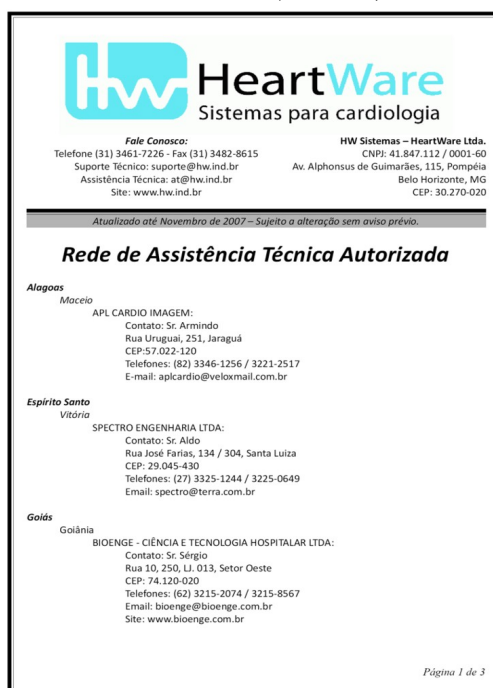 Hw HeartWare
Sistemas para cardiologia
Fale Conosco:
Telefone (31) 3461-7226 - Fax (31) 3482-8615
Suporte Técnico: suporte@hw.ind.br
Assistência Técnica: at@hw.ind.br
Site: www.hw.ind.br
HW Sistemas – HeartWare Ltda.
CNPJ: 41.847.112 / 0001-60
Av. Alphonsus de Guimarães, 115, Pompéia
Belo Horizonte, MG
CEP: 30.270-020
Atualizado até Novembro de 2007 – Sujeito a alteração sem aviso prévio.
Rede de Assistência Técnica Autorizada
Alagoas
Maceio
APL CARDIO IMAGEM:
Contato: Sr. Armindo
Rua Uruguai, 251, Jaraguá
CEP:57.022-120
Telefones: (82) 3346-1256 / 3221-2517
E-mail: aplcardio@veloxmail.com.br
Espírito Santo
Vitória
SPECTRO ENGENHARIA LTDA:
Contato: Sr. Aldo
Rua José Farias, 134 / 304, Santa Luiza
CEP: 29.045-430
Telefones: (27) 3325-1244 / 3225-0649
Email: spectro@terra.com.br
Goiás
Goiânia
BIOENGE - CIÊNCIA E TECNOLOGIA HOSPITALAR LTDA:
Contato: Sr. Sérgio
Rua 10, 250, LJ. 013, Setor Oeste
CEP: 74.120-020
Telefones: (62) 3215-2074 / 3215-8567
Email: bioenge@bioenge.com.br
Site: www.bioenge.com.br
Página 1 de 3